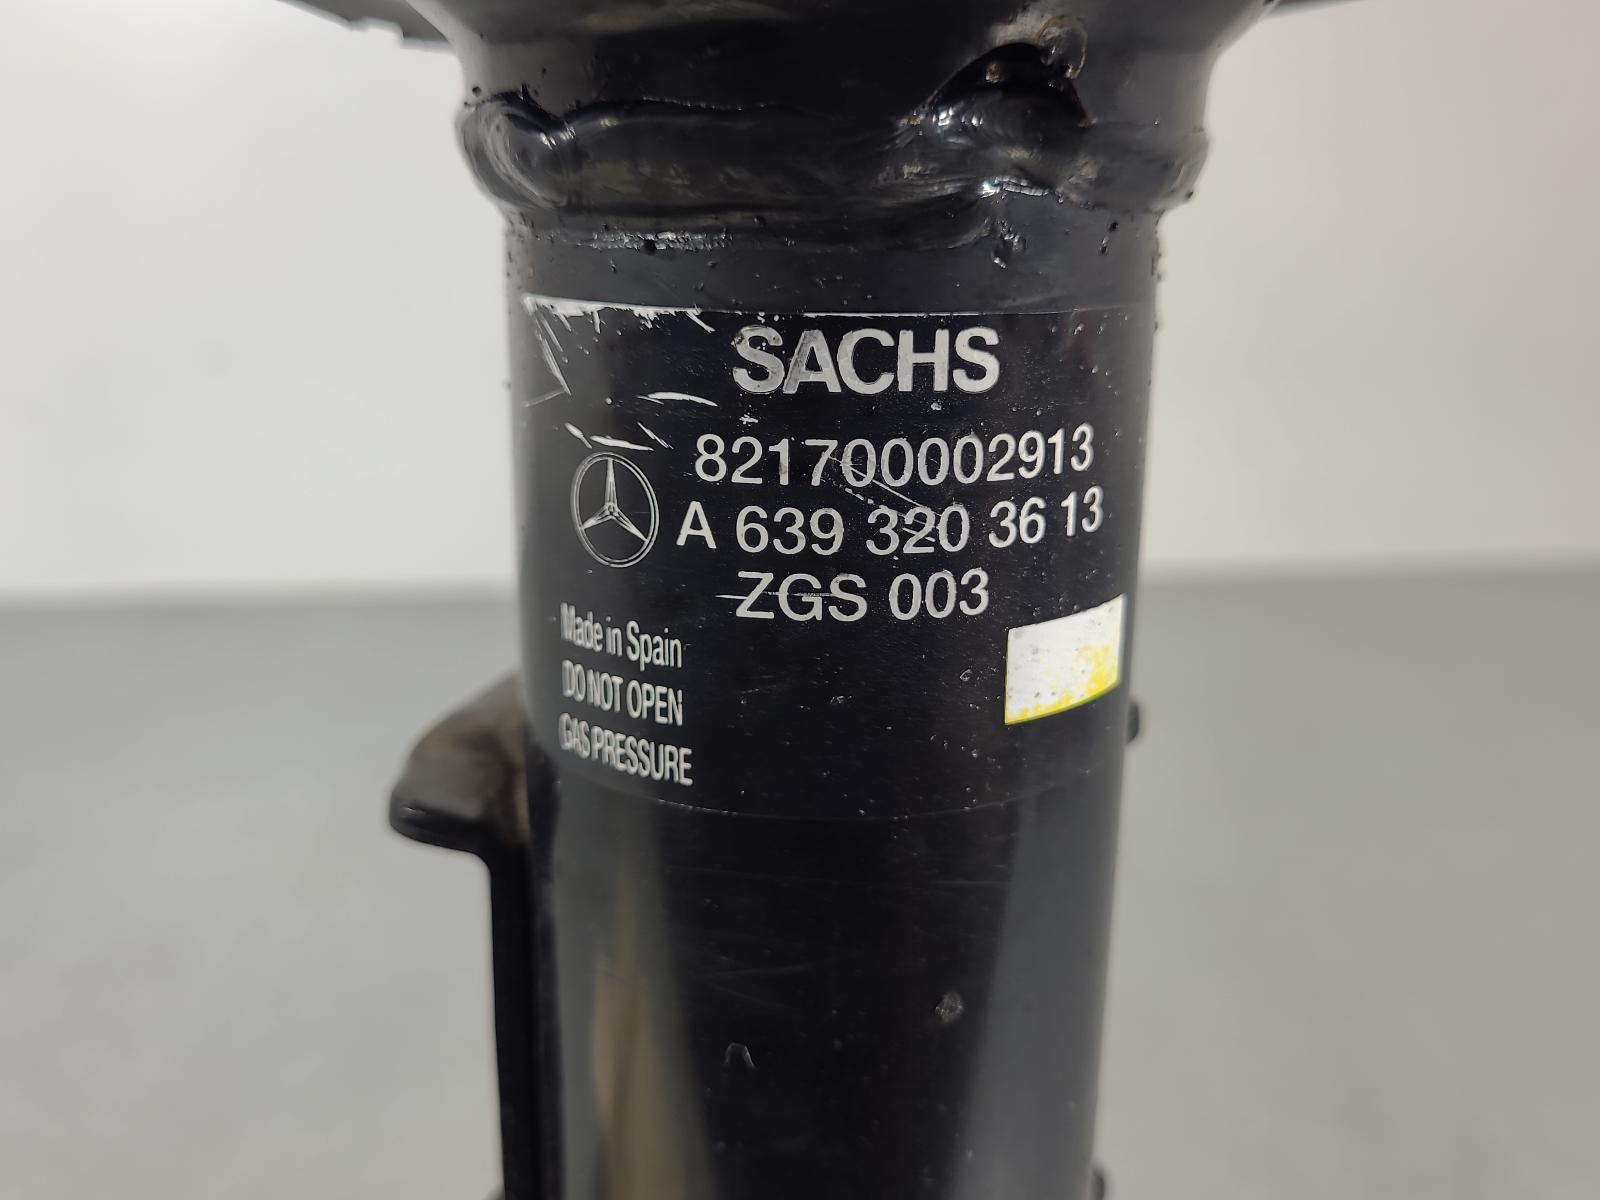 SACHS
821700002913
A 639 320 36 13
ZGS 003
Made in Spain
DO NOT OPEN
GAS PRESSURE